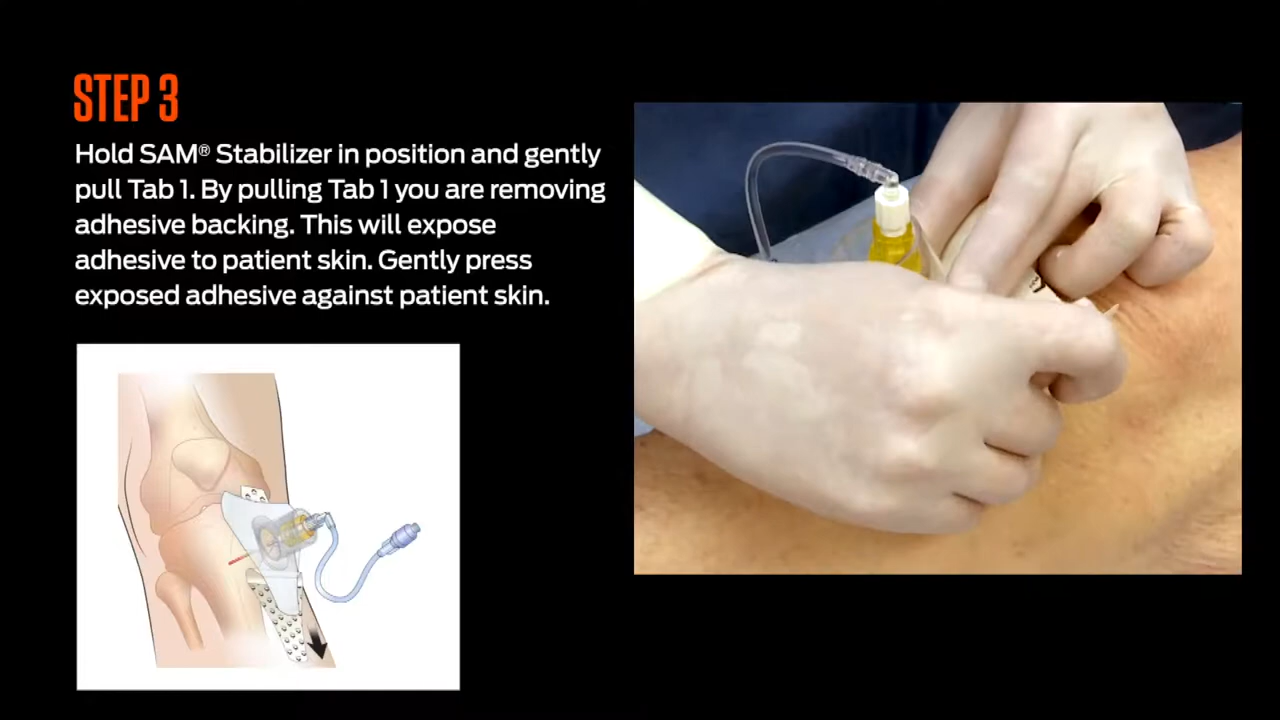 STEP 3
Hold SAM® Stabilizer in position and gently
pull Tab 1. By pulling Tab 1 you are removing
adhesive backing. This will expose
adhesive to patient skin. Gently press
exposed adhesive against patient skin.